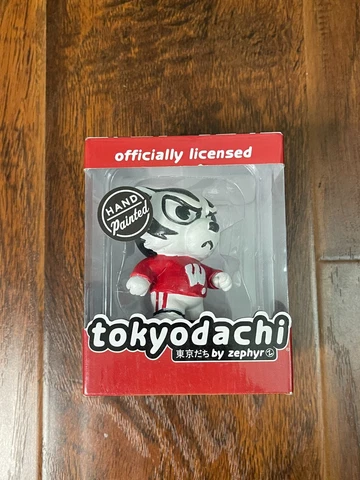 officially licensed
HAND
Painted
W
tokyodachi
東京だち by zephyr